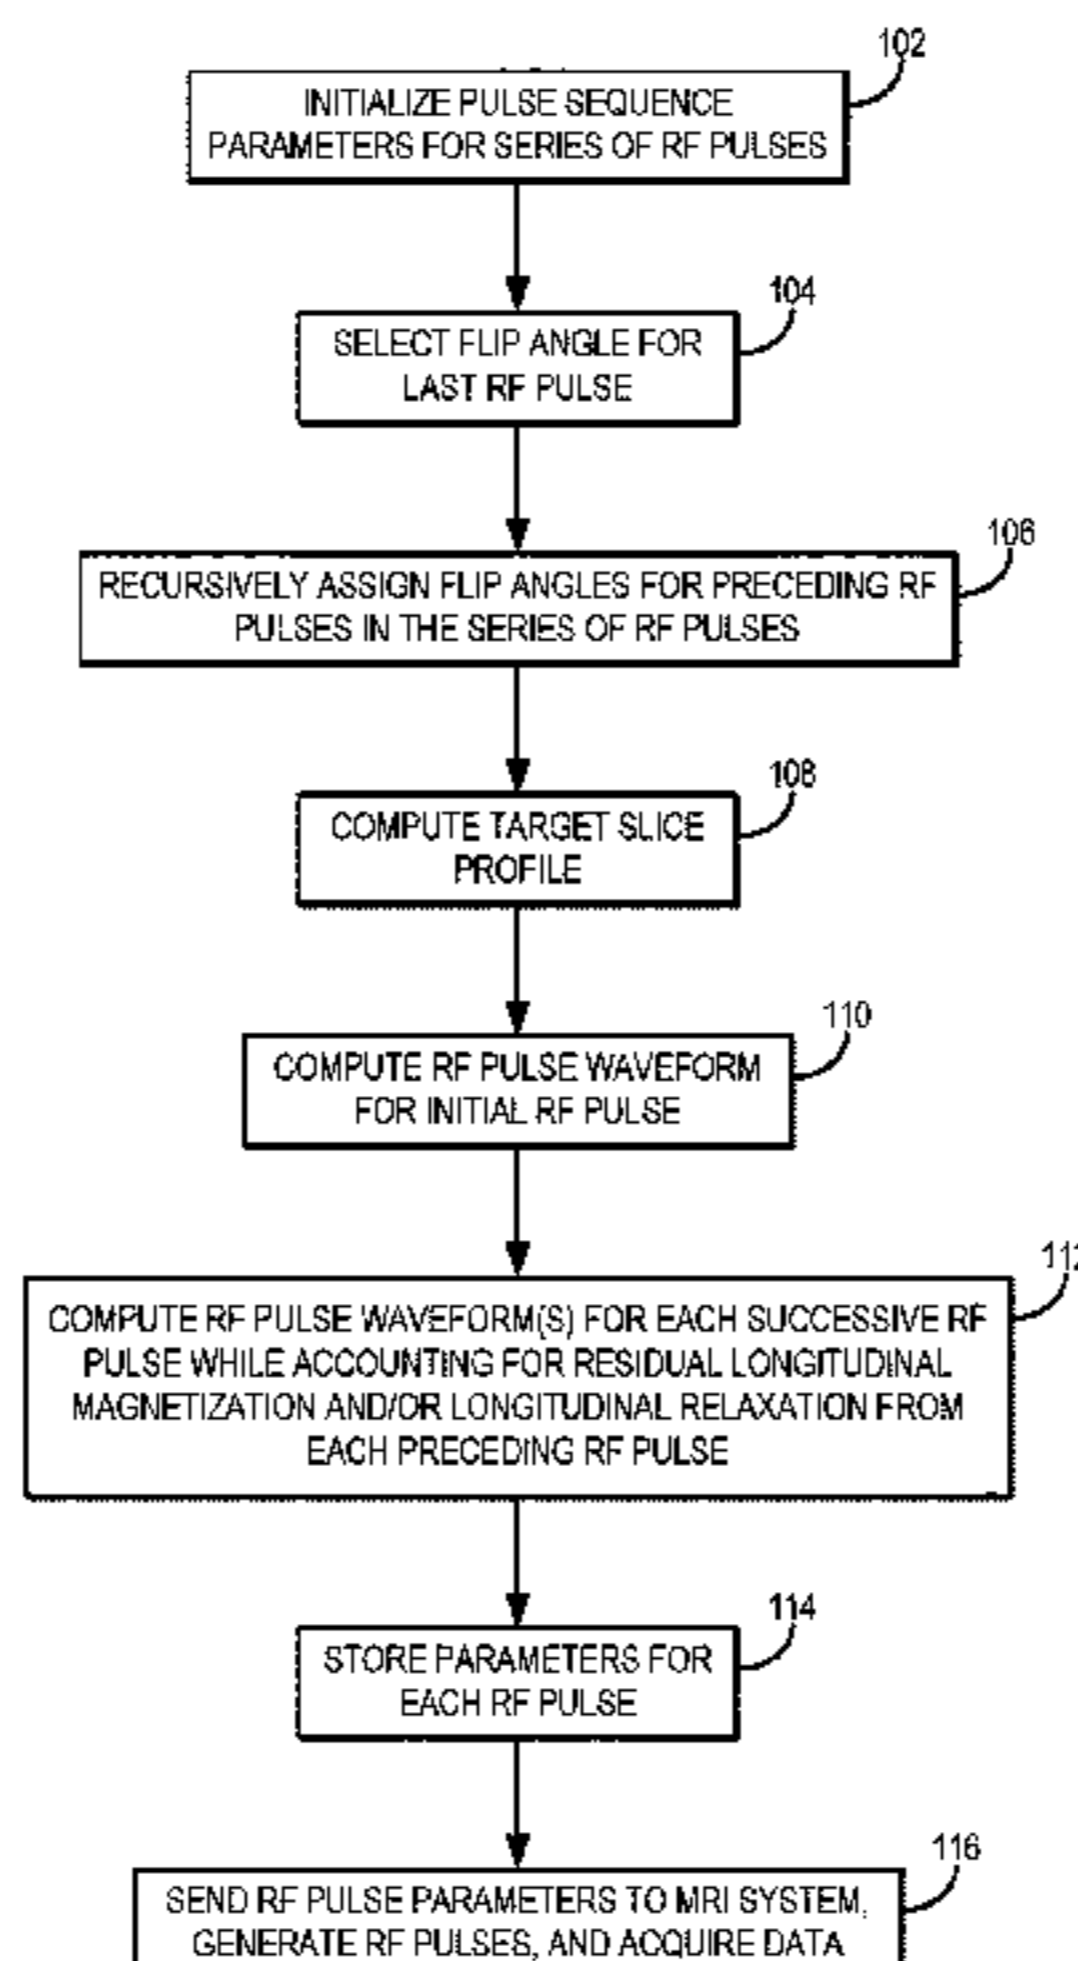 102
INITIALIZE PULSE SEQUENCE
PARAMETERS FOR SERIES OF RF PULSES
104
SELECT FLIP ANGLE FOR
LAST RF PULSE
106
RECURSIVELY ASSIGN FLIP ANGLES FOR PRECEDING RF
PULSES IN THE SERIES OF RF PULSES
108
COMPUTE TARGET SLICE
PROFILE
110
COMPUTE RF PULSE WAVEFORM
FOR INITIAL RF PULSE
112
COMPUTE RF PULSE WAVEFORM(S) FOR EACH SUCCESSIVE RF
PULSE WHILE ACCOUNTING FOR RESIDUAL LONGITUDINAL
MAGNETIZATION AND/OR LONGITUDINAL RELAXATION FROM
EACH PRECEDING RF PULSE
114
STORE PARAMETERS FOR
EACH RF PULSE
116
SEND RF PULSE PARAMETERS TO MRI SYSTEM,
GENERATE RF PULSES, AND ACQUIRE DATA